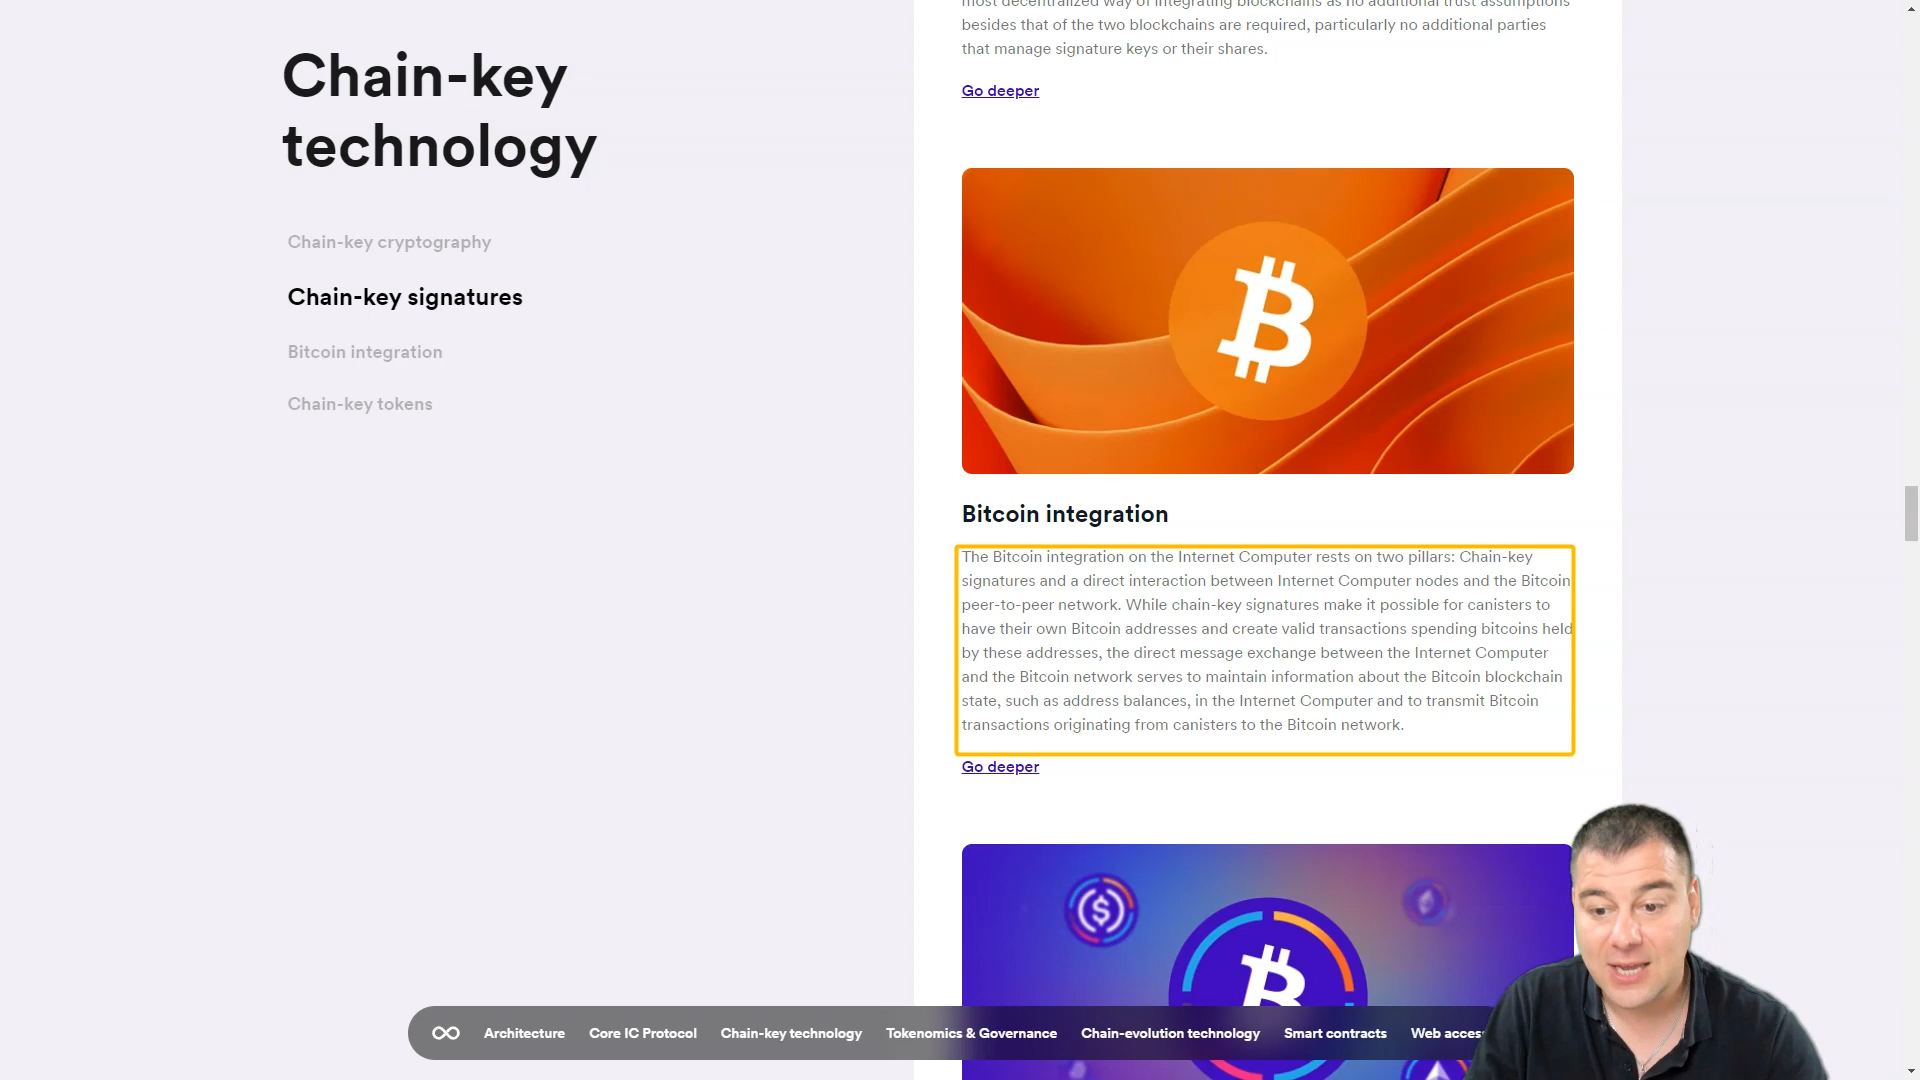 Chain-key
technology
Chain-key cryptography
Chain-key signatures
Bitcoin integration
Chain-key tokens
most decentralized way of integrating blockchains as no additional trust assumptions
besides that of the two blockchains are required, particularly no additional parties
that manage signature keys or their shares.
Go deeper
Bitcoin integration
The Bitcoin integration on the Internet Computer rests on two pillars: Chain-key
signatures and a direct interaction between Internet Computer nodes and the Bitcoin
peer-to-peer network. While chain-key signatures make it possible for canisters to
have their own Bitcoin addresses and create valid transactions spending bitcoins held
by these addresses, the direct message exchange between the Internet Computer
and the Bitcoin network serves to maintain information about the Bitcoin blockchain
state, such as address balances, in the Internet Computer and to transmit Bitcoin
transactions originating from canisters to the Bitcoin network.
Go deeper
Architecture Core IC Protocol Chain-key technology Tokenomics & Governance Chain-evolution technology Smart contracts Web access